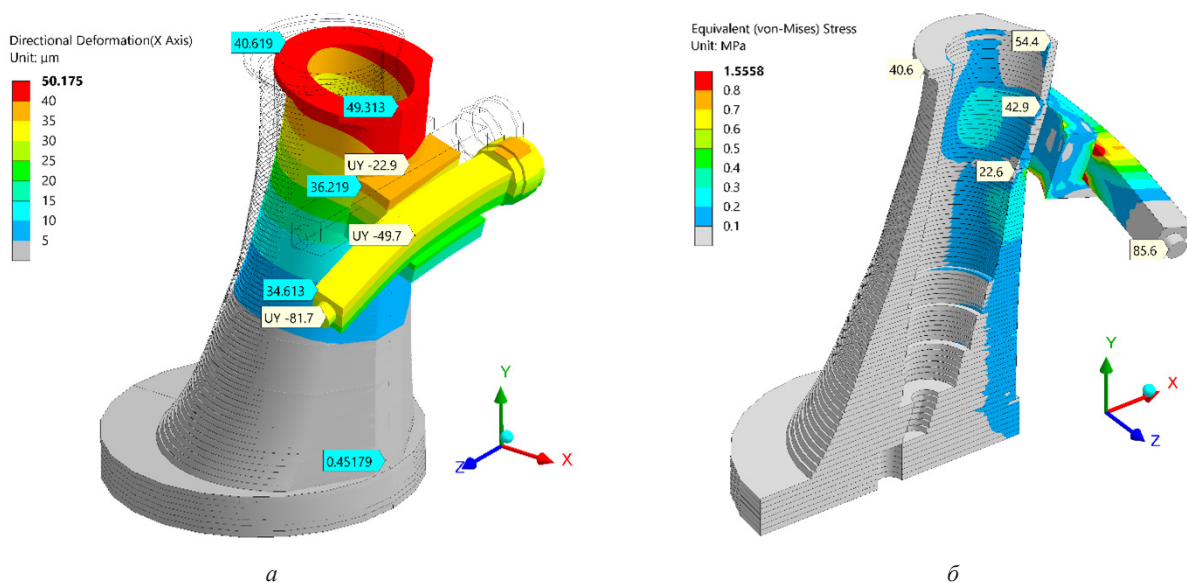 Directional Deformation(X Axis)
Unit: µm
50.175
40
35
30
25
20
15
10
5
40.619
49.313
UY -22.9
36.219
UY -49.7
34.613
UY -81.7
0.45179
Y
Z
X
а
Equivalent (von-Mises) Stress
Unit: MPa
1.5558
0.8
0.7
0.6
0.5
0.4
0.3
0.2
0.1
54.4
40.6
42.9
22.6
85.6
Y
X
Z
б